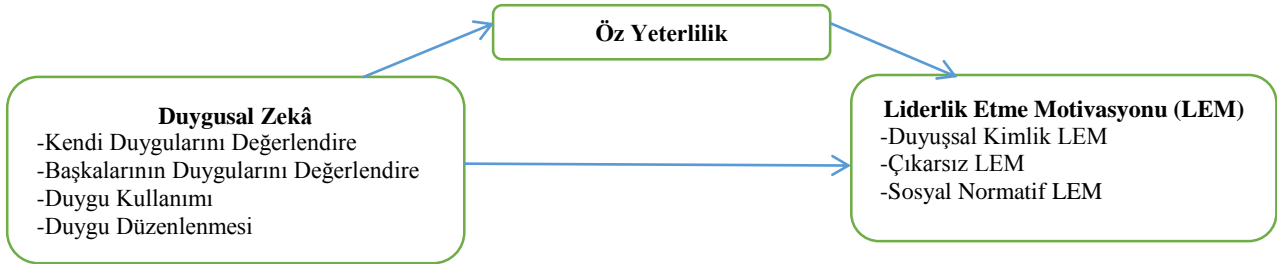 Öz Yeterlilik
Duygusal Zekâ
-Kendi Duygularını Değerlendire
-Başkalarının Duygularını Değerlendire
-Duygu Kullanımı
-Duygu Düzenlenmesi
Liderlik Etme Motivasyonu (LEM)
-Duyuşsal Kimlik LEM
-Çıkarsız LEM
-Sosyal Normatif LEM